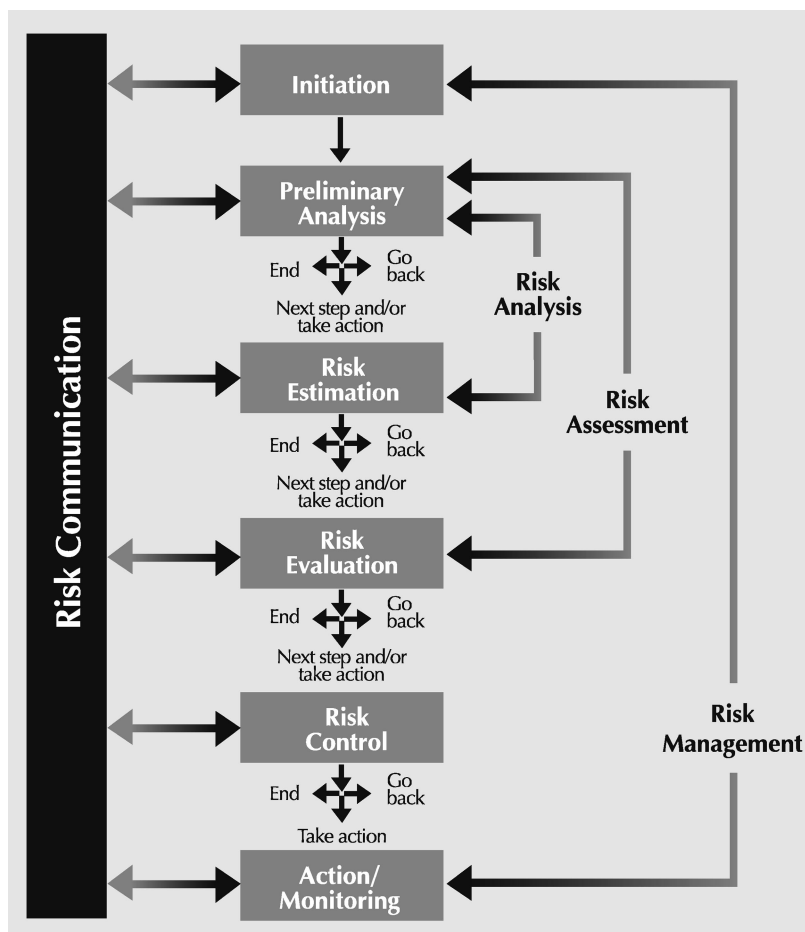 Risk Communication
Initiation
Preliminary
Analysis
End
Go
back
Next step and/or
take action
Risk
Analysis
Risk
Estimation
End
Go
back
Next step and/or
take action
Risk
Assessment
Risk
Evaluation
End
Go
back
Next step and/or
take action
Risk
Control
Risk
Management
End
Go
back
Take action
Action/
Monitoring